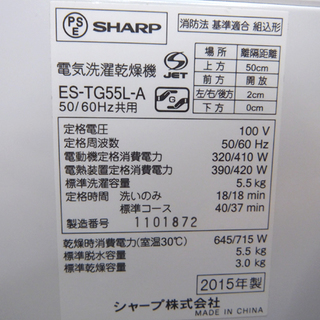 PS E SHARP
消防法 基準適合 組込形
場所 離隔距離
上方 50cm
前方 開放
左/右/後方 2cm
下方 0cm
電気洗濯乾燥機
S JET
ES-TG55L-A
50/60Hz共用
定格電圧 100 V
定格周波数 50/60 Hz
電動機定格消費電力 320/410 W
電熱装置定格消費電力 390/420 W
標準洗濯容量 5.5 kg
定格時間 洗いのみ 18/18 min
標準コース 40/37 min
製造番号 1101872
乾燥時消費電力(室温30℃) 645/715 W
標準脱水容量 5.5 kg
標準乾燥容量 3.0 kg
2015年製
シャープ株式会社
MADE IN CHINA